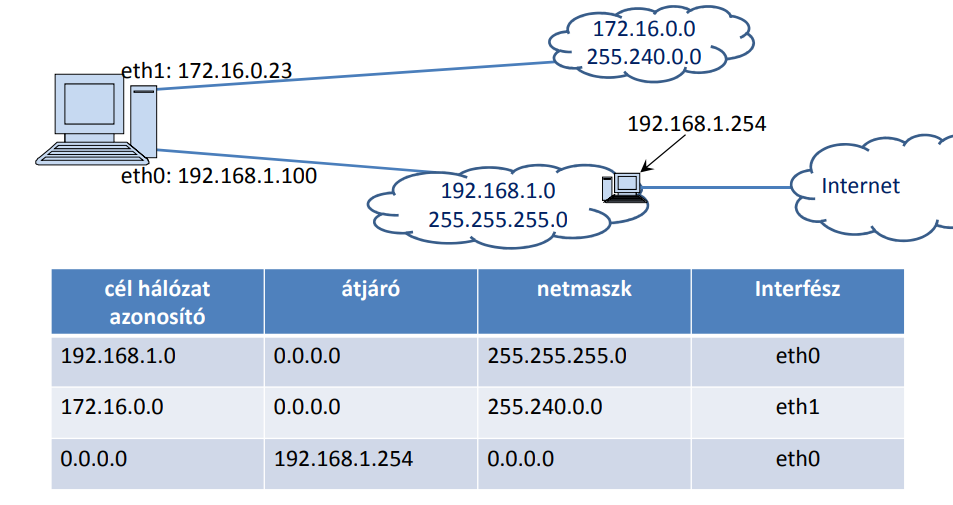 172.16.0.0
255.240.0.0
eth1: 172.16.0.23
192.168.1.254
eth0: 192.168.1.100
192.168.1.0
255.255.255.0
Internet
cél hálózat azonosító átjáró netmaszk Interfész
192.168.1.0 0.0.0.0 255.255.255.0 eth0
172.16.0.0 0.0.0.0 255.240.0.0 eth1
0.0.0.0 192.168.1.254 0.0.0.0 eth0